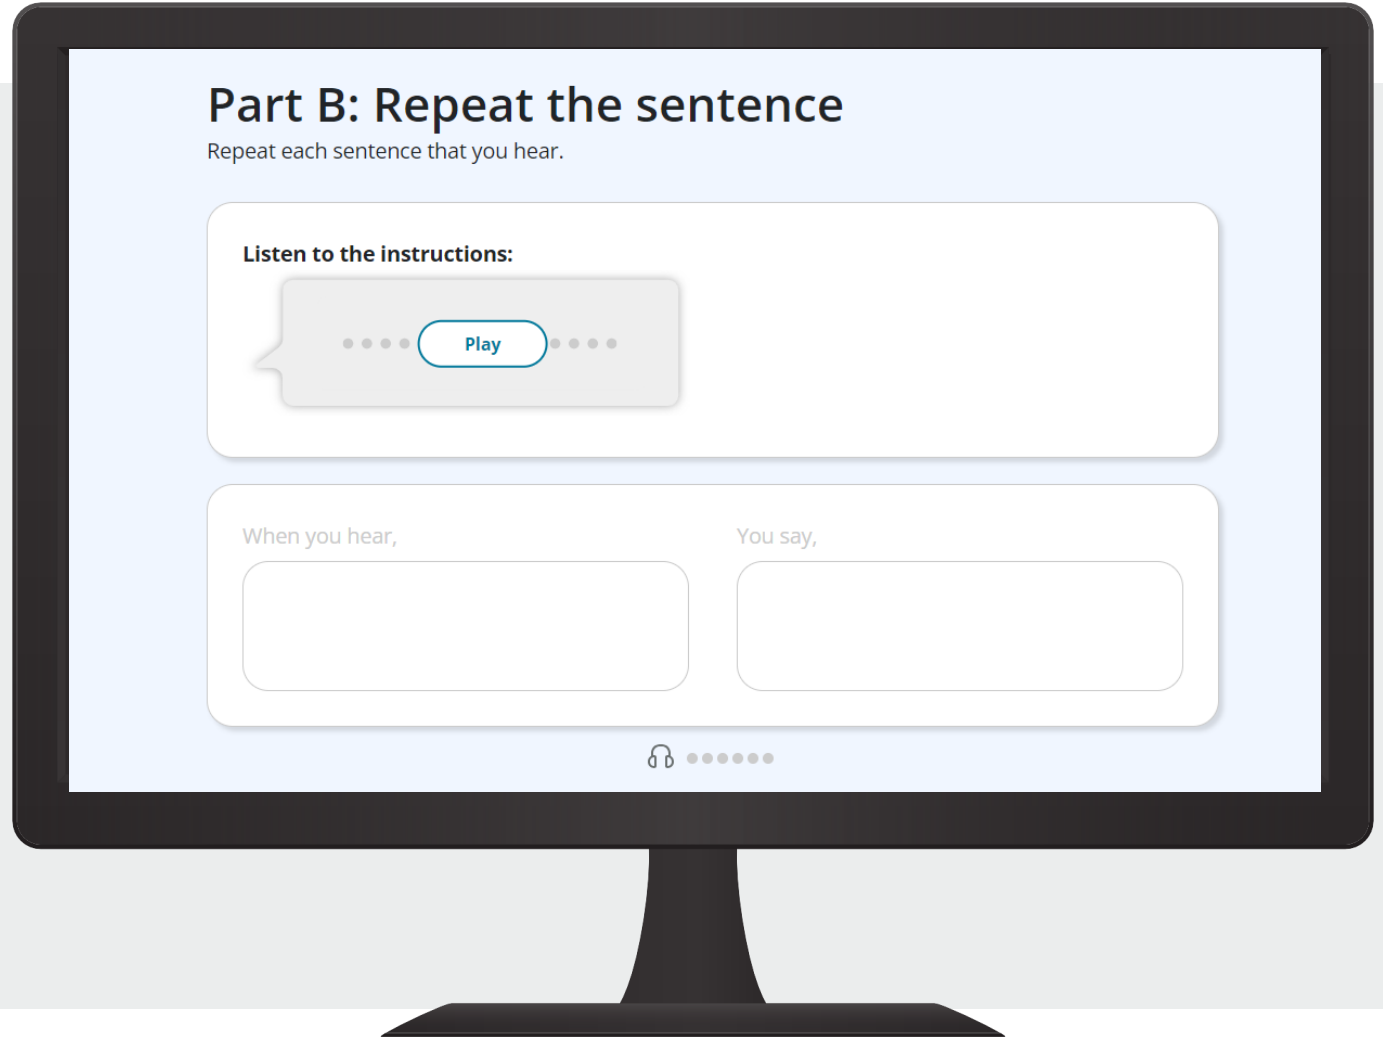 Part B: Repeat the sentence
Repeat each sentence that you hear.
Listen to the instructions:
Play
When you hear,
You say,